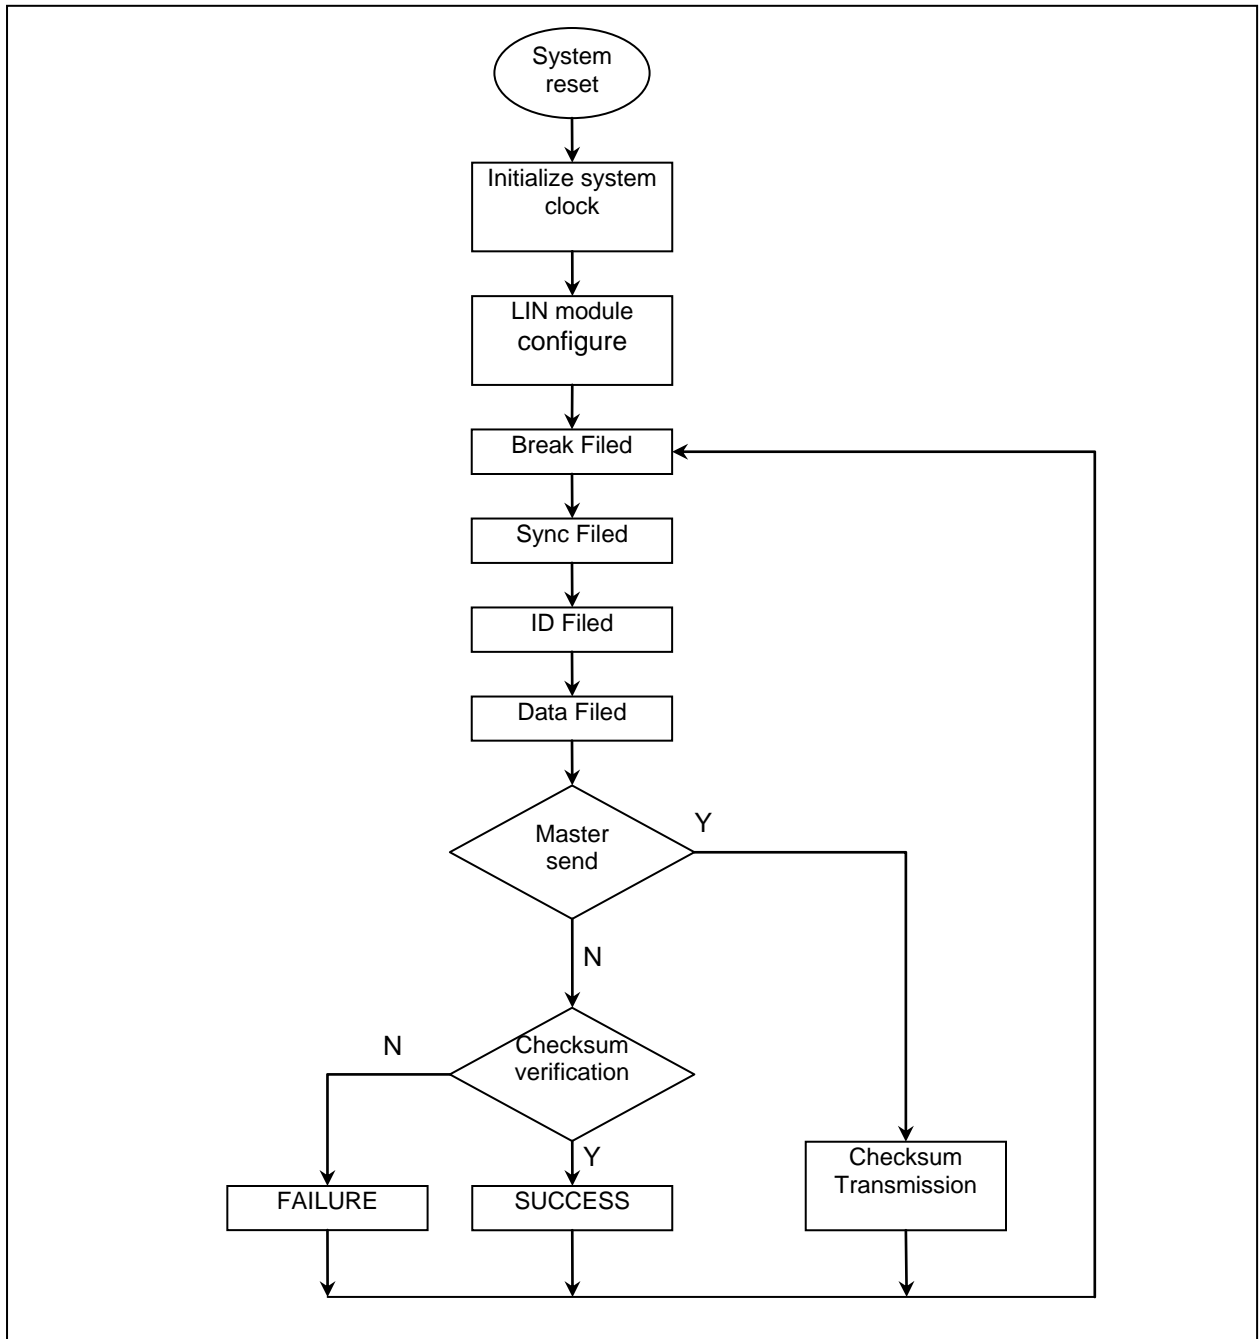 System
reset
Initialize system
clock
LIN module
configure
Break Filed
Sync Filed
ID Filed
Data Filed
Master
send
Y
N
Checksum
verification
N
Y
FAILURE
SUCCESS
Checksum
Transmission